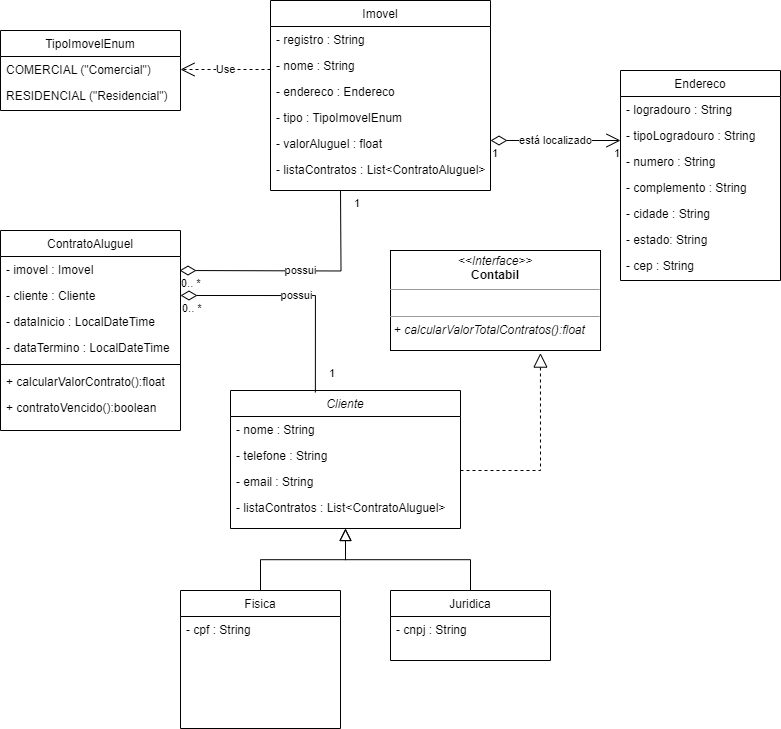 Imovel
- registro : String
- nome : String
- endereco : Endereco
- tipo : TipoImovelEnum
- valorAluguel : float
- listaContratos : List<ContratoAluguel>
TipoImovelEnum
COMERCIAL ("Comercial")
RESIDENCIAL ("Residencial")
Use
está localizado
1
1
Endereco
- logradouro : String
- tipoLogradouro : String
- numero : String
- complemento : String
- cidade : String
- estado: String
- cep : String
1
ContratoAluguel
- imovel : Imovel
- cliente : Cliente
- dataInicio : LocalDateTime
- dataTermino : LocalDateTime
+ calcularValorContrato():float
+ contratoVencido():boolean
possui
0.. *
possui
0.. *
1
<<Interface>>
Contabil
+ calcularValorTotalContratos():float
Cliente
- nome : String
- telefone : String
- email : String
- listaContratos : List<ContratoAluguel>
Fisica
- cpf : String
Juridica
- cnpj : String